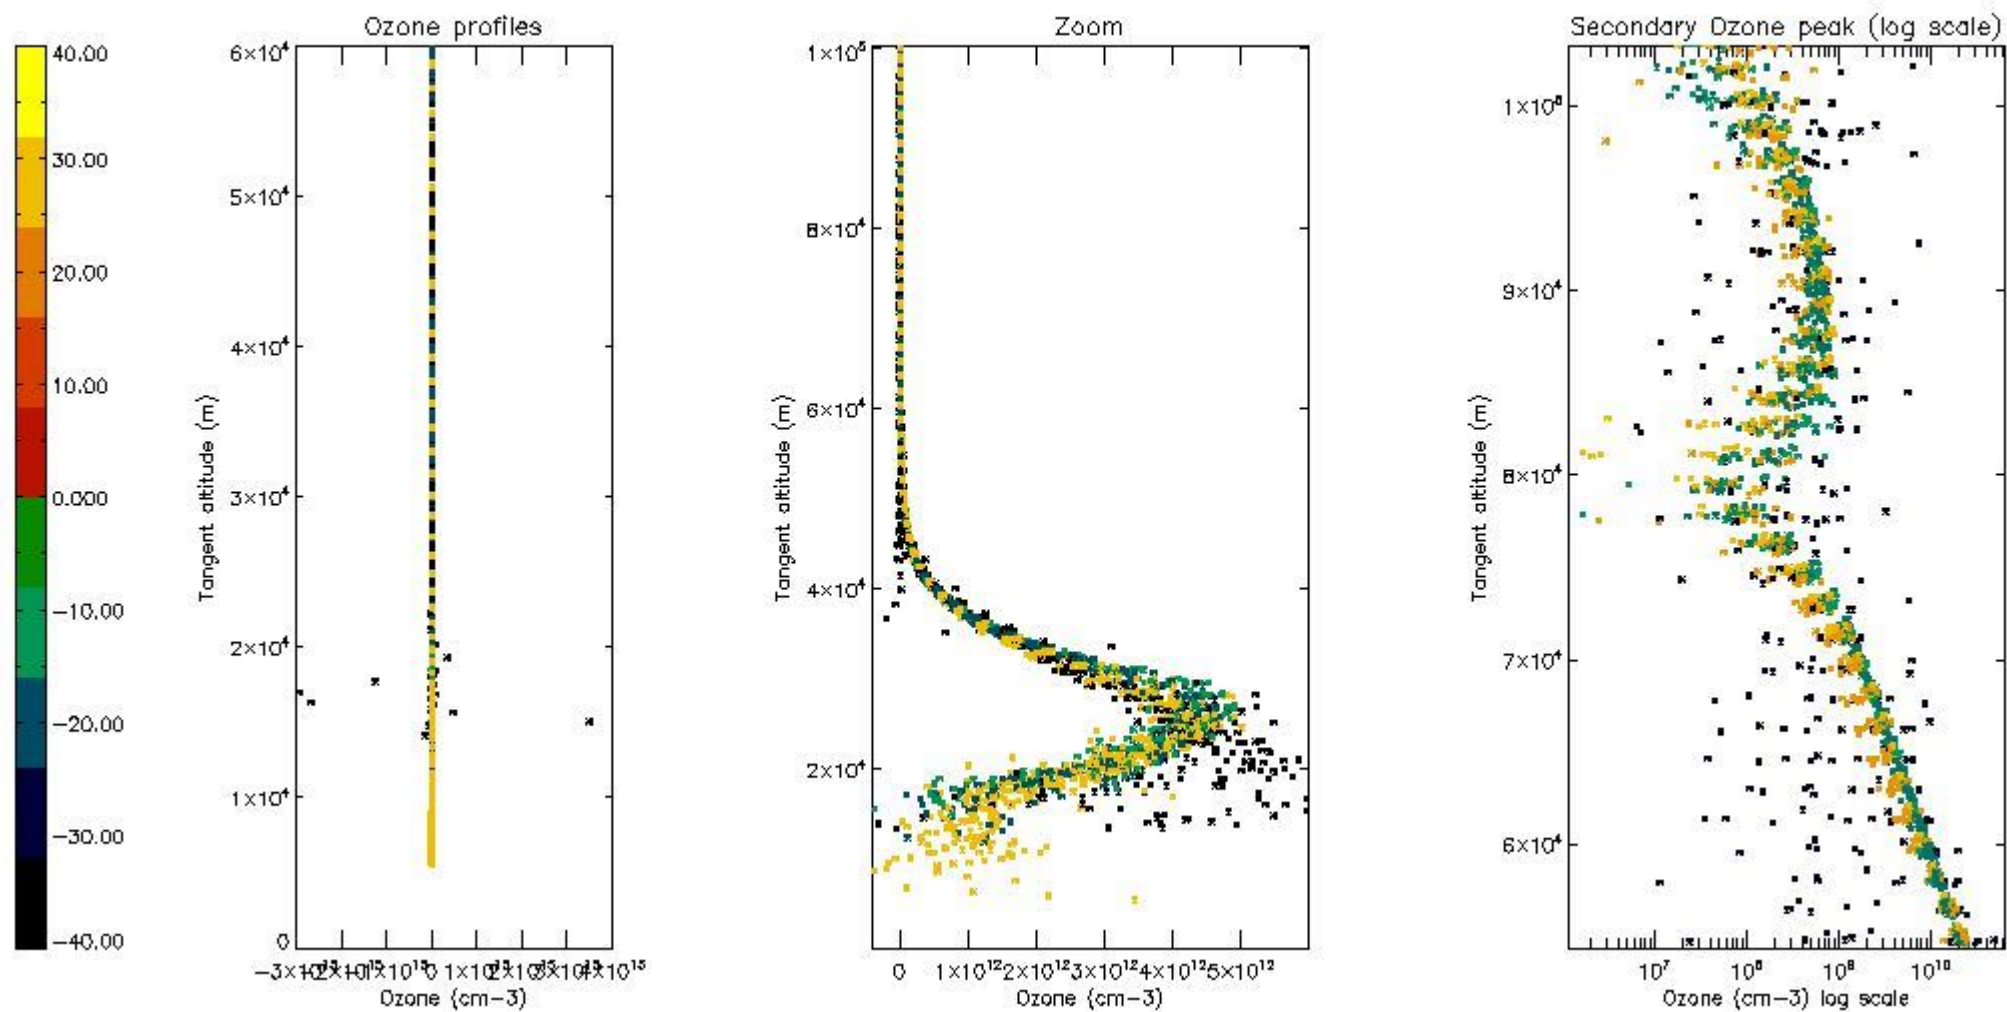 Ozone profiles
Zoom
Secondary Ozone peak (log scale)
40.00
30.00
20.00
10.00
-10.00
-20.00
-30.00
-40.00
6×10⁴
5×10⁴
4×10⁴
3×10⁴
2×10⁴
1×10⁴
0
Tangent altitude (m)
0
4×10¹⁵
Ozone (cm-3)
1×10⁵
8×10⁴
6×10⁴
4×10⁴
2×10⁴
Tangent altitude (m)
0 1×10¹² 2×10¹² 3×10¹² 4×10¹² 5×10¹²
Ozone (cm-3)
9×10⁴
8×10⁴
7×10⁴
6×10⁴
Tangent altitude (m)
10⁷ 10⁸ 10⁹ 10¹⁰
Ozone (cm-3) log scale